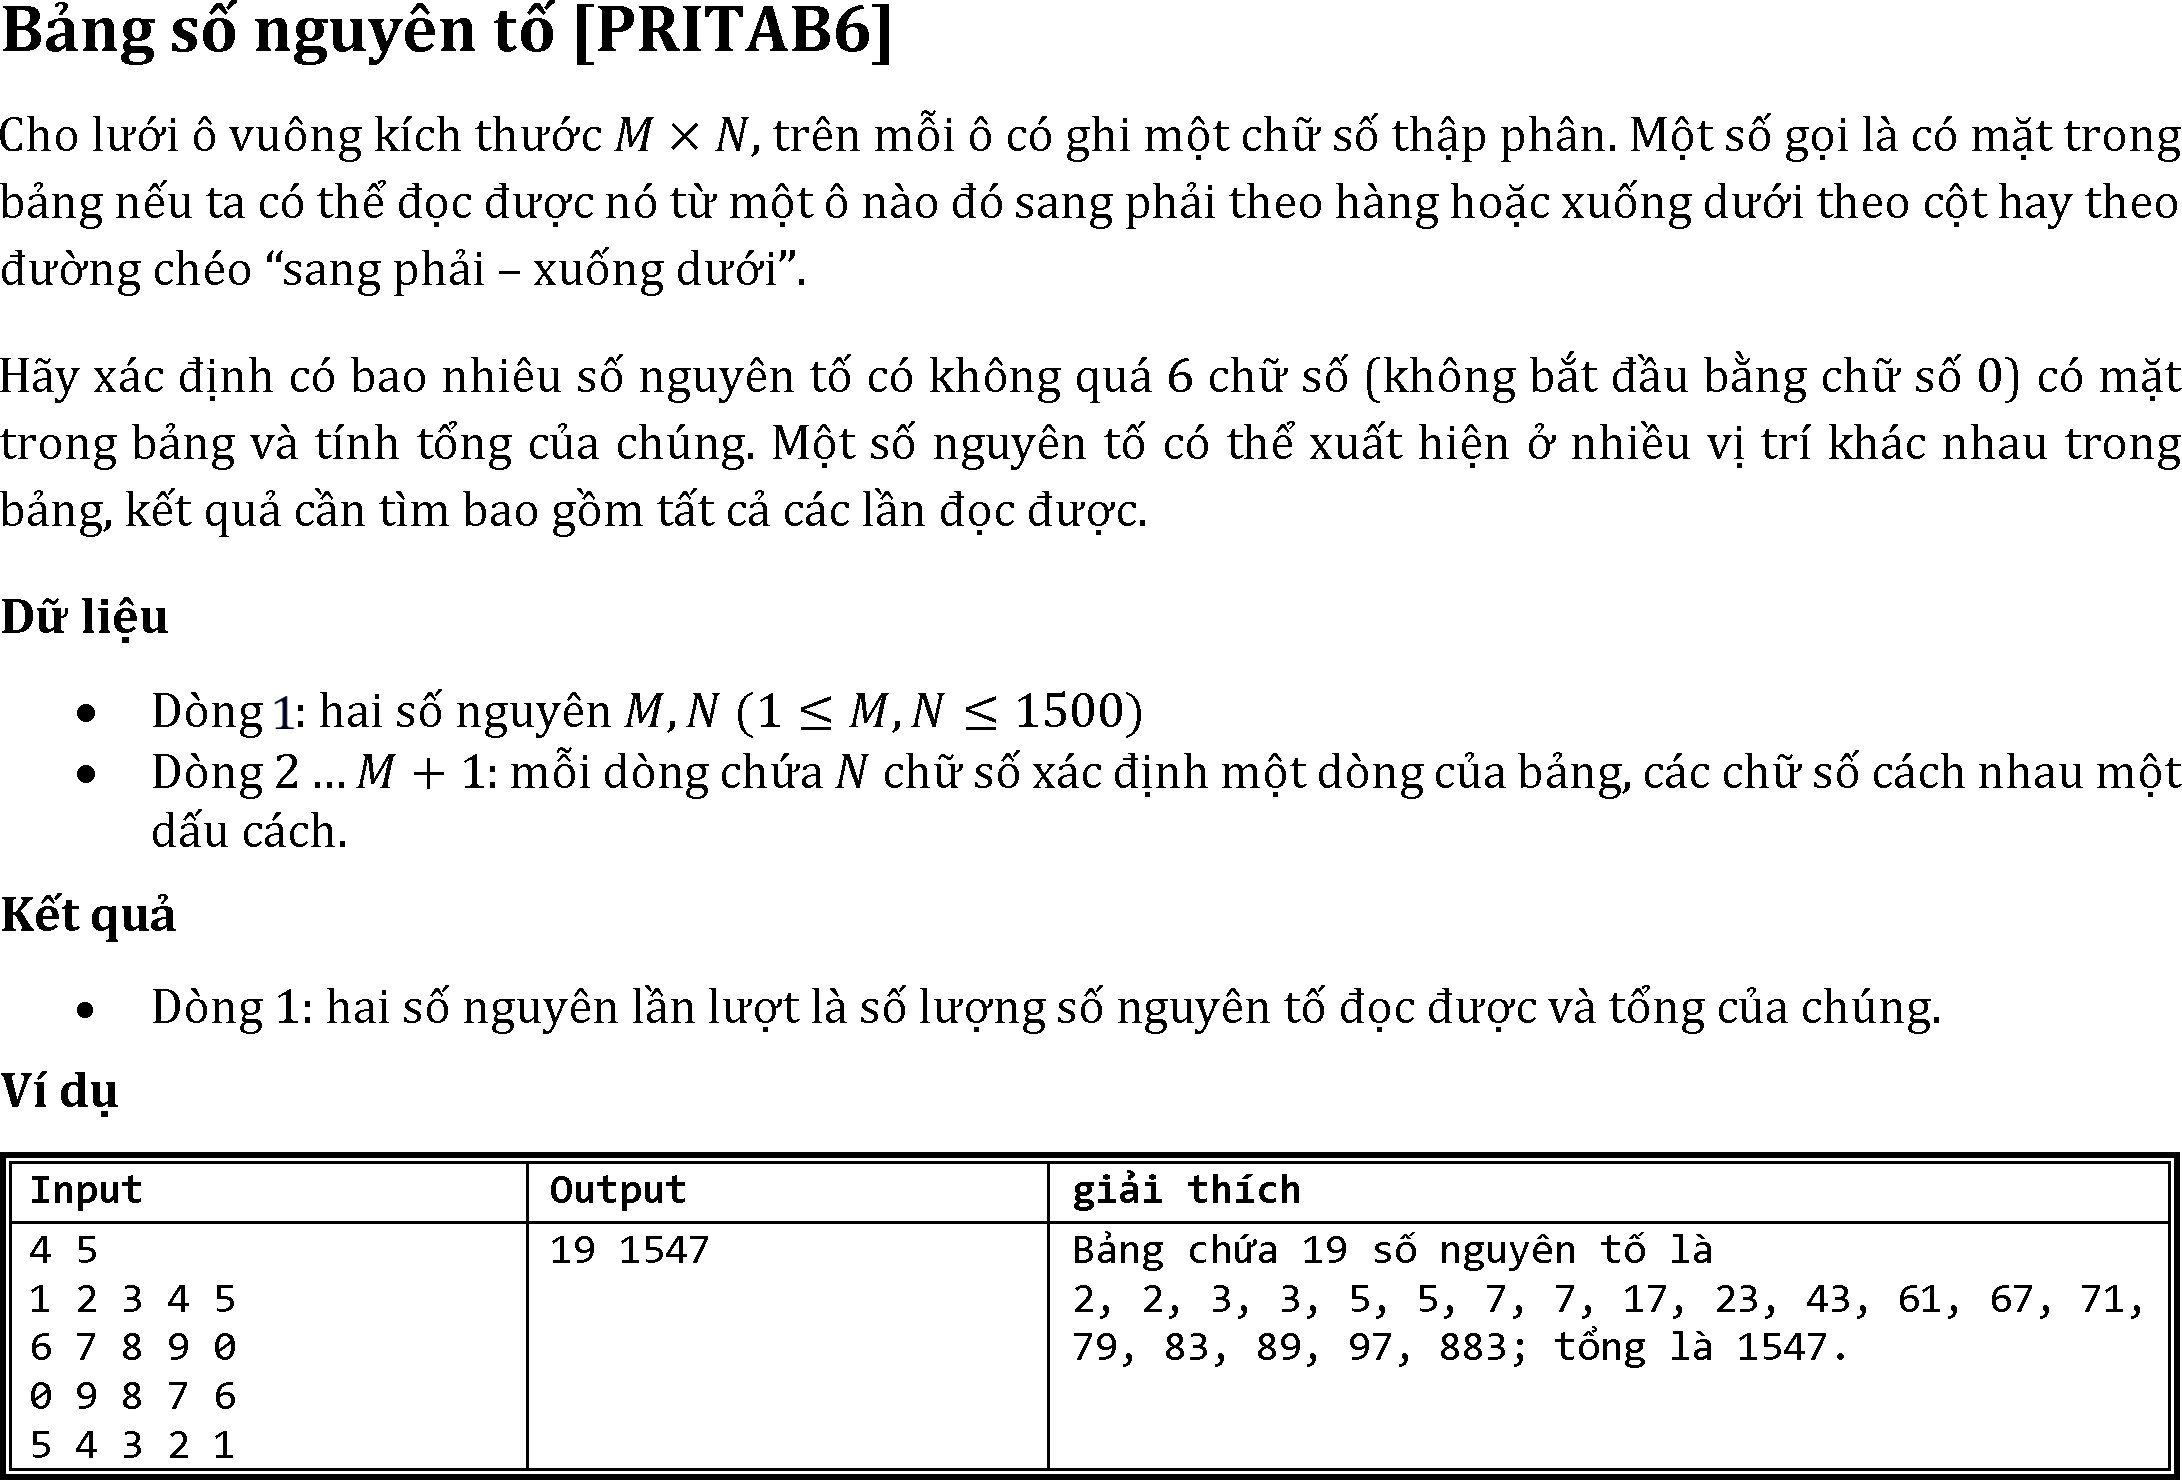 Bảng số nguyên tố [PRITAB6]
Cho lưới ô vuông kích thước M × N, trên mỗi ô có ghi một chữ số thập phân. Một số gọi là có mặt trong
bảng nếu ta có thể đọc được nó từ một ô nào đó sang phải theo hàng hoặc xuống dưới theo cột hay theo
đường chéo “sang phải – xuống dưới”.
Hãy xác định có bao nhiêu số nguyên tố có không quá 6 chữ số (không bắt đầu bằng chữ số 0) có mặt
trong bảng và tính tổng của chúng. Một số nguyên tố có thể xuất hiện ở nhiều vị trí khác nhau trong
bảng, kết quả cần tìm bao gồm tất cả các lần đọc được.
Dữ liệu
• Dòng 1: hai số nguyên M, N (1 ≤ M, N ≤ 1500)
• Dòng 2 … M + 1: mỗi dòng chứa N chữ số xác định một dòng của bảng, các chữ số cách nhau một
dấu cách.
Kết quả
• Dòng 1: hai số nguyên lần lượt là số lượng số nguyên tố đọc được và tổng của chúng.
Ví dụ
Input Output giải thích
4 5 19 1547 Bảng chứa 19 số nguyên tố là
1 2 3 4 5 2, 2, 3, 3, 5, 5, 7, 7, 17, 23, 43, 61, 67, 71,
6 7 8 9 0 79, 83, 89, 97, 883; tổng là 1547.
0 9 8 7 6
5 4 3 2 1